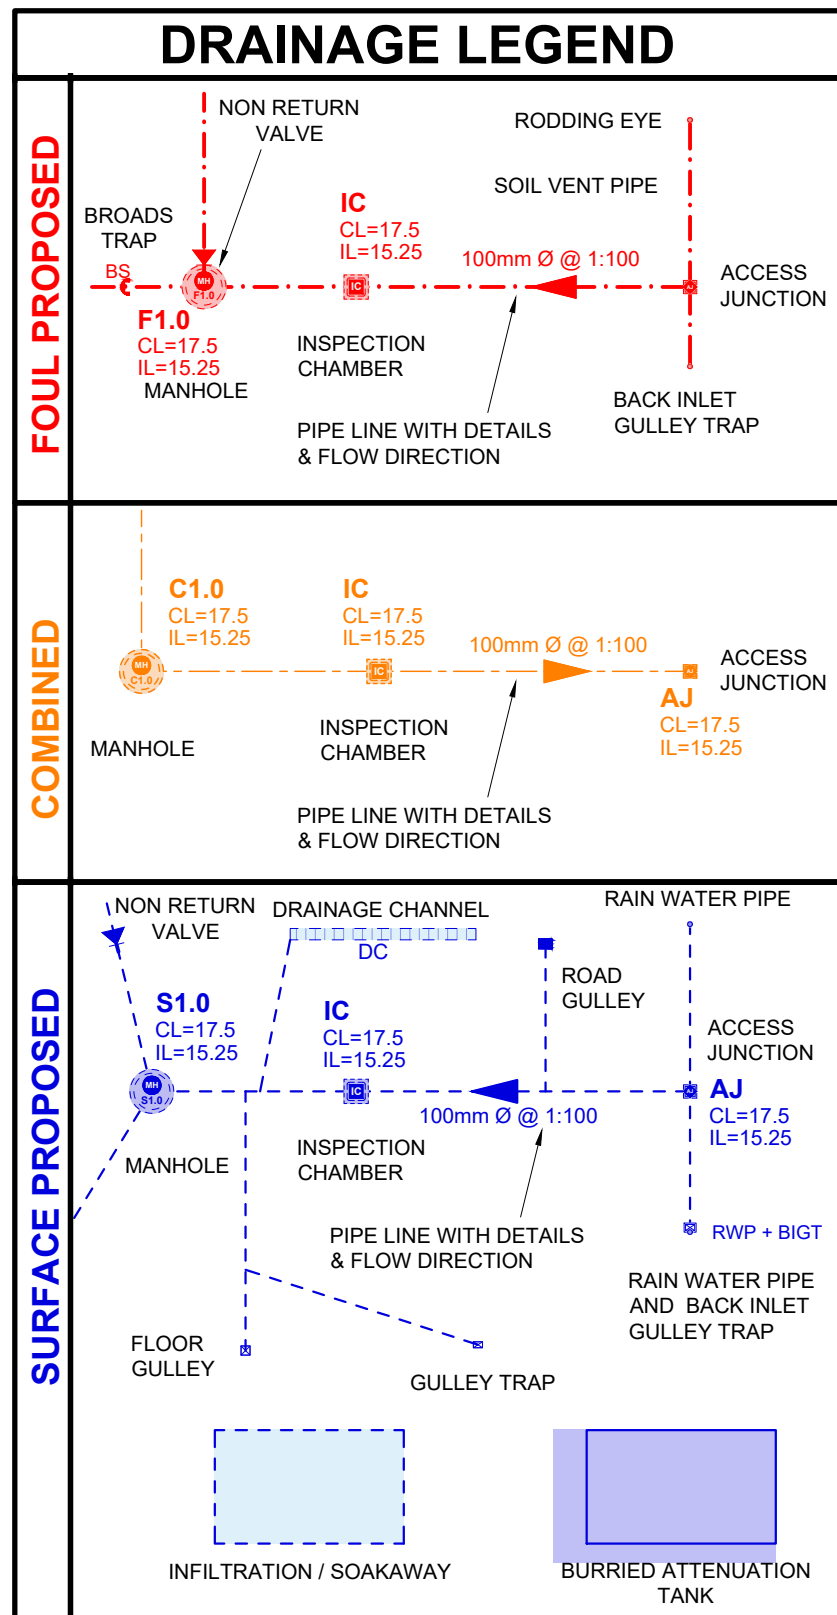 DRAINAGE LEGEND
FOUL PROPOSED
NON RETURN
VALVE
RODDING EYE
SOIL VENT PIPE
BROADS
TRAP
BS
IC
CL=17.5
IL=15.25
100mm Ø @ 1:100
ACCESS
JUNCTION
MH
F1.0
IC
AJ
F1.0
CL=17.5
IL=15.25
MANHOLE
INSPECTION
CHAMBER
BACK INLET
GULLEY TRAP
PIPE LINE WITH DETAILS
& FLOW DIRECTION
COMBINED
C1.0
CL=17.5
IL=15.25
IC
CL=17.5
IL=15.25
100mm Ø @ 1:100
ACCESS
JUNCTION
MH
C1.0
IC
AJ
AJ
CL=17.5
IL=15.25
MANHOLE
INSPECTION
CHAMBER
PIPE LINE WITH DETAILS
& FLOW DIRECTION
SURFACE PROPOSED
NON RETURN
VALVE
DRAINAGE CHANNEL
DC
RAIN WATER PIPE
ROAD
GULLEY
S1.0
CL=17.5
IL=15.25
IC
CL=17.5
IL=15.25
ACCESS
JUNCTION
MH
S1.0
IC
AJ
AJ
CL=17.5
IL=15.25
100mm Ø @ 1:100
MANHOLE
INSPECTION
CHAMBER
PIPE LINE WITH DETAILS
& FLOW DIRECTION
RWP + BIGT
RAIN WATER PIPE
AND BACK INLET
GULLEY TRAP
FLOOR
GULLEY
GULLEY TRAP
INFILTRATION / SOAKAWAY
BURRIED ATTENUATION
TANK